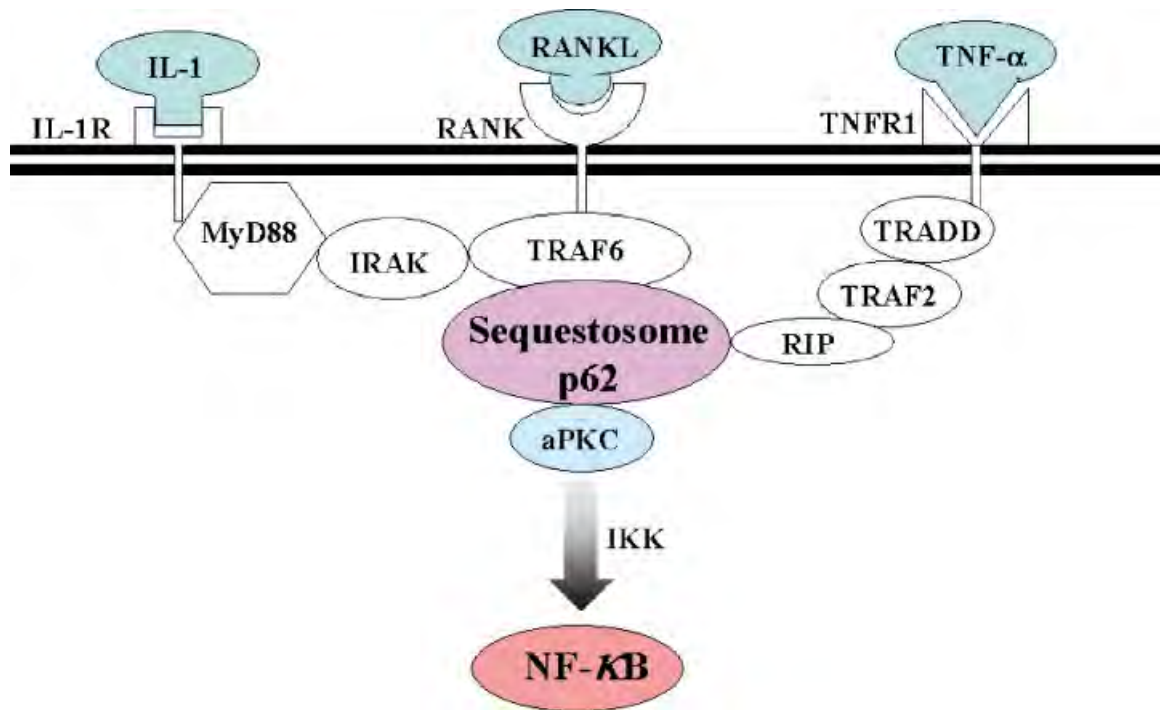 IL-1
RANKL
TNF-α
IL-1R
RANK
TNFR1
MyD88
IRAK
TRAF6
TRADD
TRAF2
RIP
Sequestosome
p62
aPKC
IKK
NF-κB